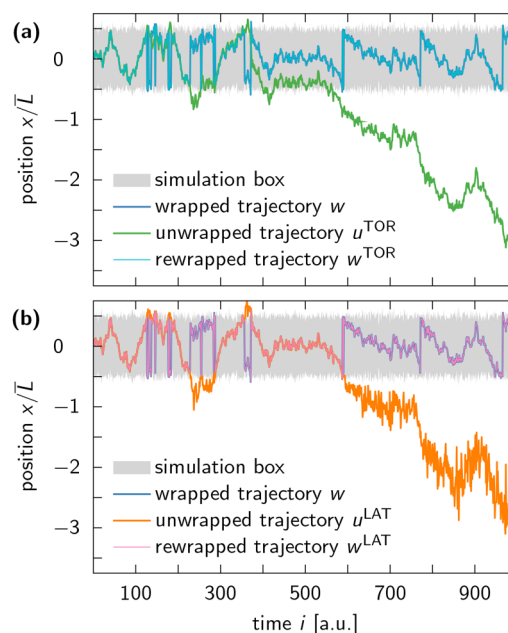 (a)
0
−1
−2
−3
position x/L̅
simulation box
wrapped trajectory w
unwrapped trajectory u^TOR
rewrapped trajectory w^TOR
(b)
0
−1
−2
−3
position x/L̅
simulation box
wrapped trajectory w
unwrapped trajectory u^LAT
rewrapped trajectory w^LAT
100 300 500 700 900
time i [a.u.]